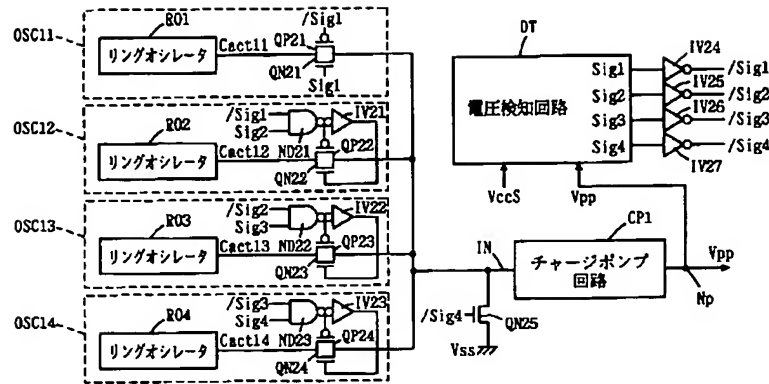 OSC11
RO1
リングオシレータ
Cact11
/Sig1
QP21
QN21
Sig1
OSC12
RO2
リングオシレータ
/Sig1
Sig2
Cact12
ND21
IV21
QP22
QN22
OSC13
RO3
リングオシレータ
/Sig2
Sig3
Cact13
ND22
IV22
QP23
QN23
OSC14
RO4
リングオシレータ
/Sig3
Sig4
Cact14
ND23
IV23
QP24
QN24
DT
電圧検知回路
Sig1
Sig2
Sig3
Sig4
IV24
/Sig1
IV25
/Sig2
IV26
/Sig3
/Sig4
IV27
VccS
Vpp
CP1
IN
チャージポンプ
回路
Vpp
Np
/Sig4
QN25
Vss